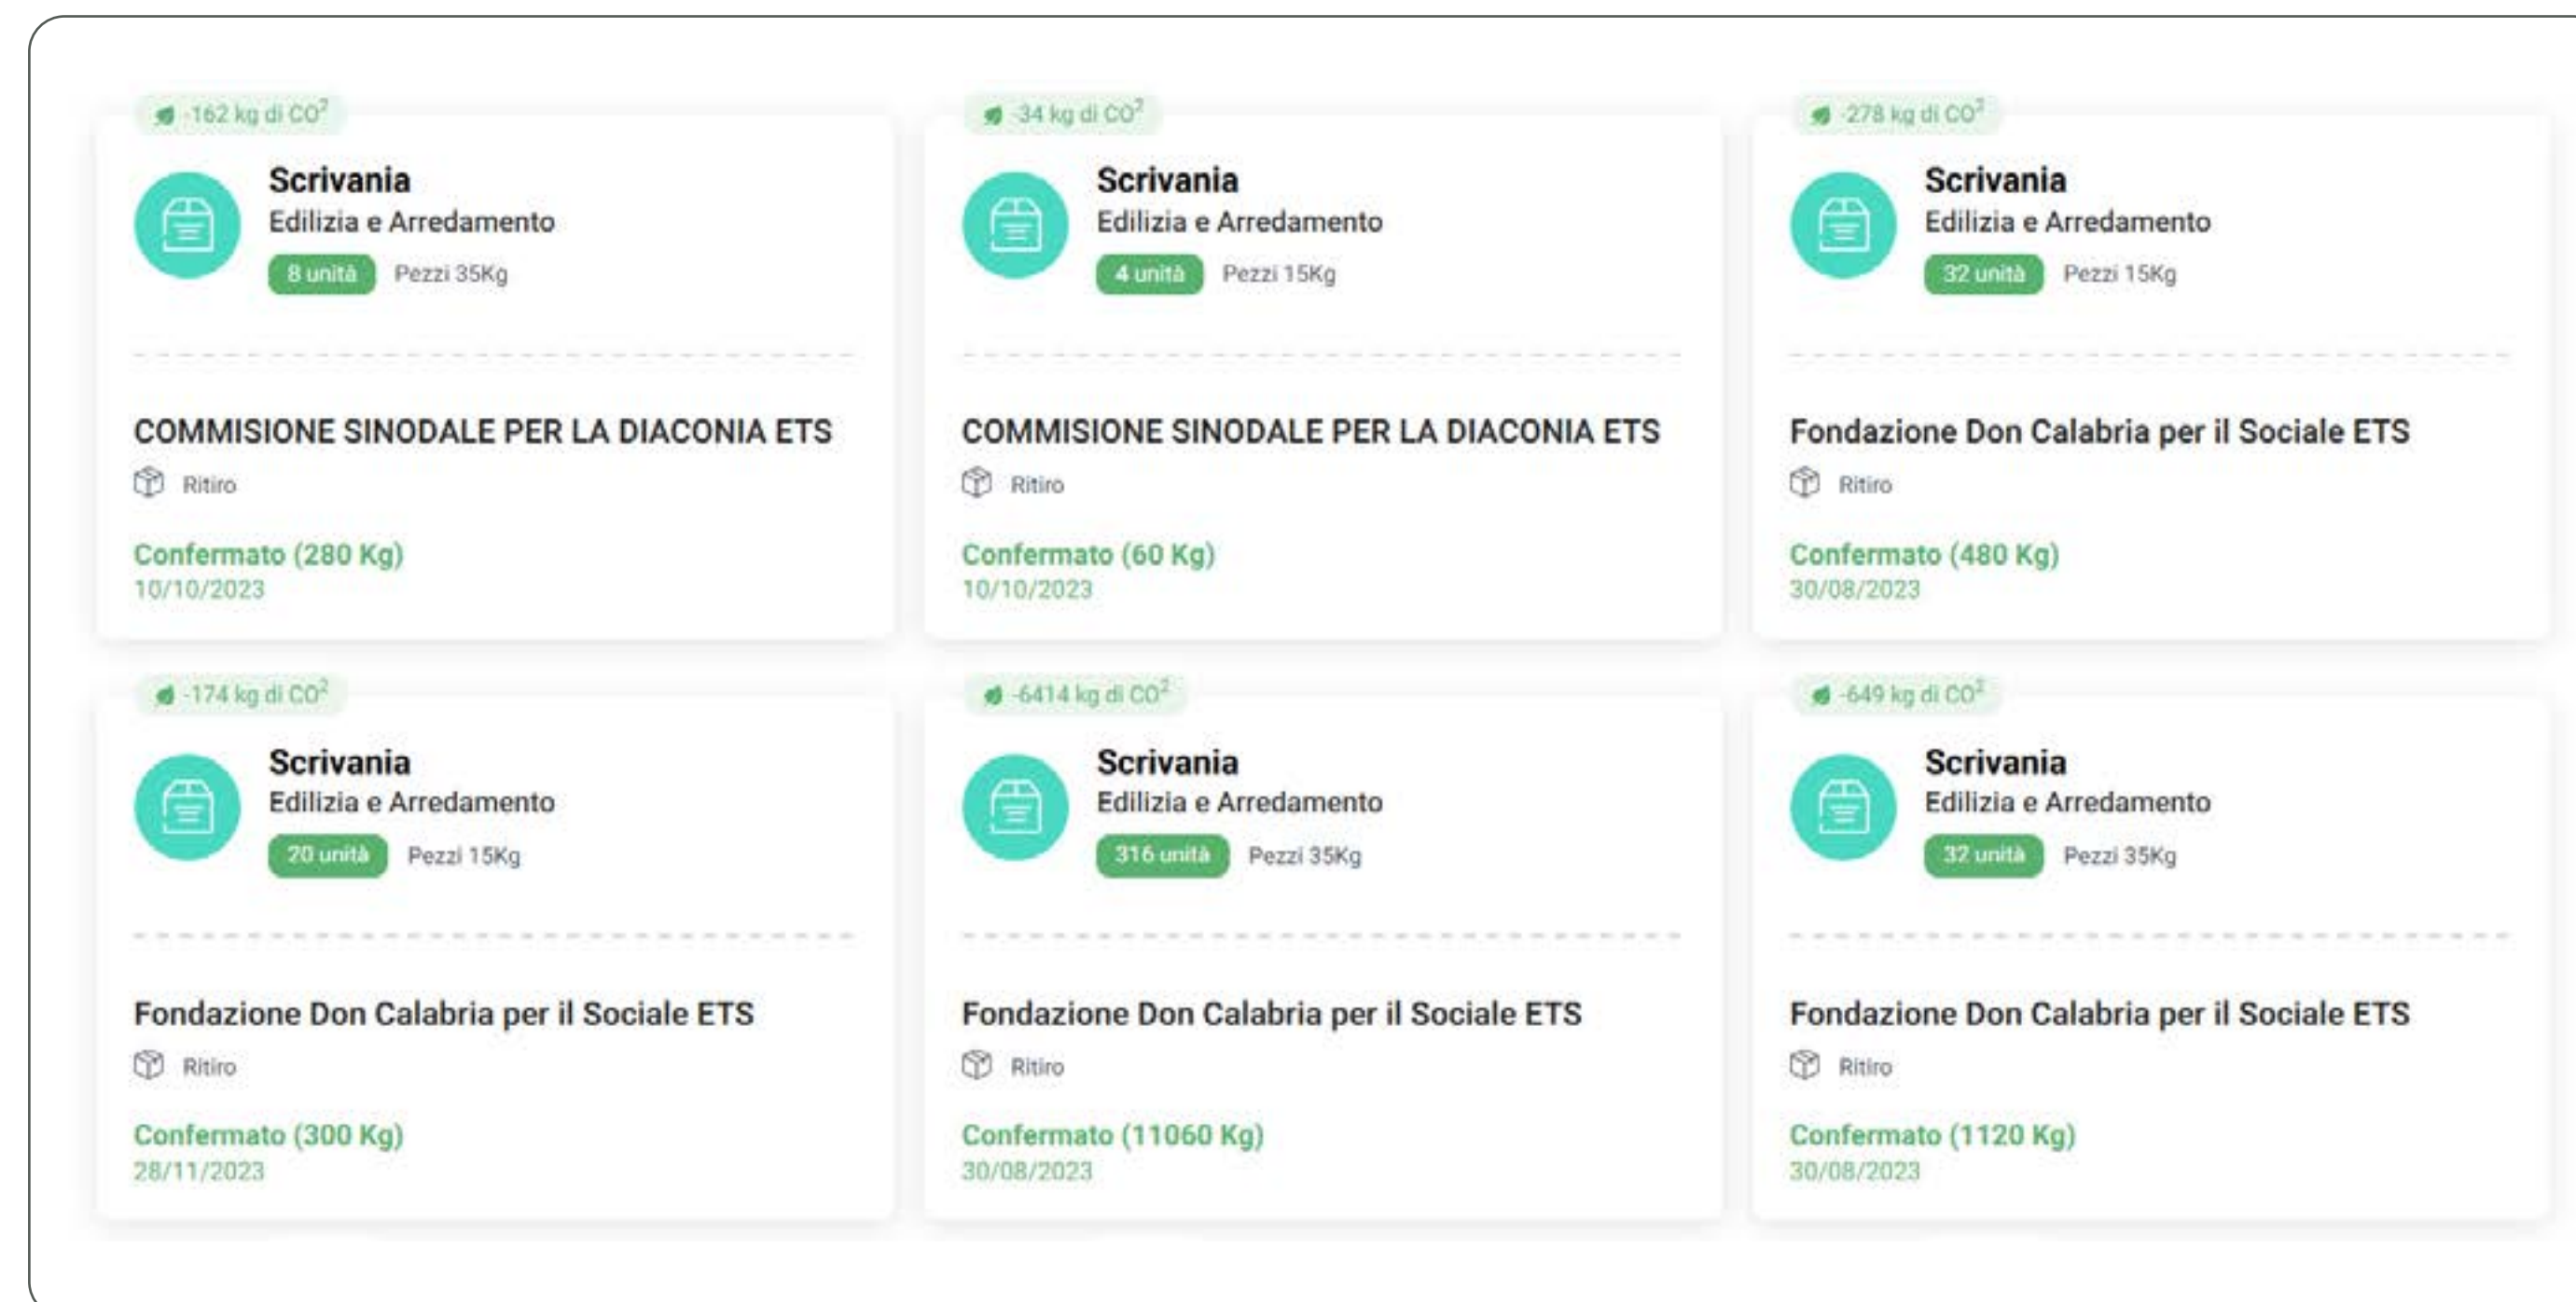 -162 kg di CO²
Scrivania
Edilizia e Arredamento
8 unità Pezzi 35Kg
COMMISIONE SINODALE PER LA DIACONIA ETS
Ritiro
Confermato (280 Kg)
10/10/2023
-34 kg di CO²
Scrivania
Edilizia e Arredamento
4 unità Pezzi 15Kg
COMMISIONE SINODALE PER LA DIACONIA ETS
Ritiro
Confermato (60 Kg)
10/10/2023
-278 kg di CO²
Scrivania
Edilizia e Arredamento
32 unità Pezzi 15Kg
Fondazione Don Calabria per il Sociale ETS
Ritiro
Confermato (480 Kg)
30/08/2023
-174 kg di CO²
Scrivania
Edilizia e Arredamento
20 unità Pezzi 15Kg
Fondazione Don Calabria per il Sociale ETS
Ritiro
Confermato (300 Kg)
28/11/2023
-6414 kg di CO²
Scrivania
Edilizia e Arredamento
316 unità Pezzi 35Kg
Fondazione Don Calabria per il Sociale ETS
Ritiro
Confermato (11060 Kg)
30/08/2023
-649 kg di CO²
Scrivania
Edilizia e Arredamento
32 unità Pezzi 35Kg
Fondazione Don Calabria per il Sociale ETS
Ritiro
Confermato (1120 Kg)
30/08/2023